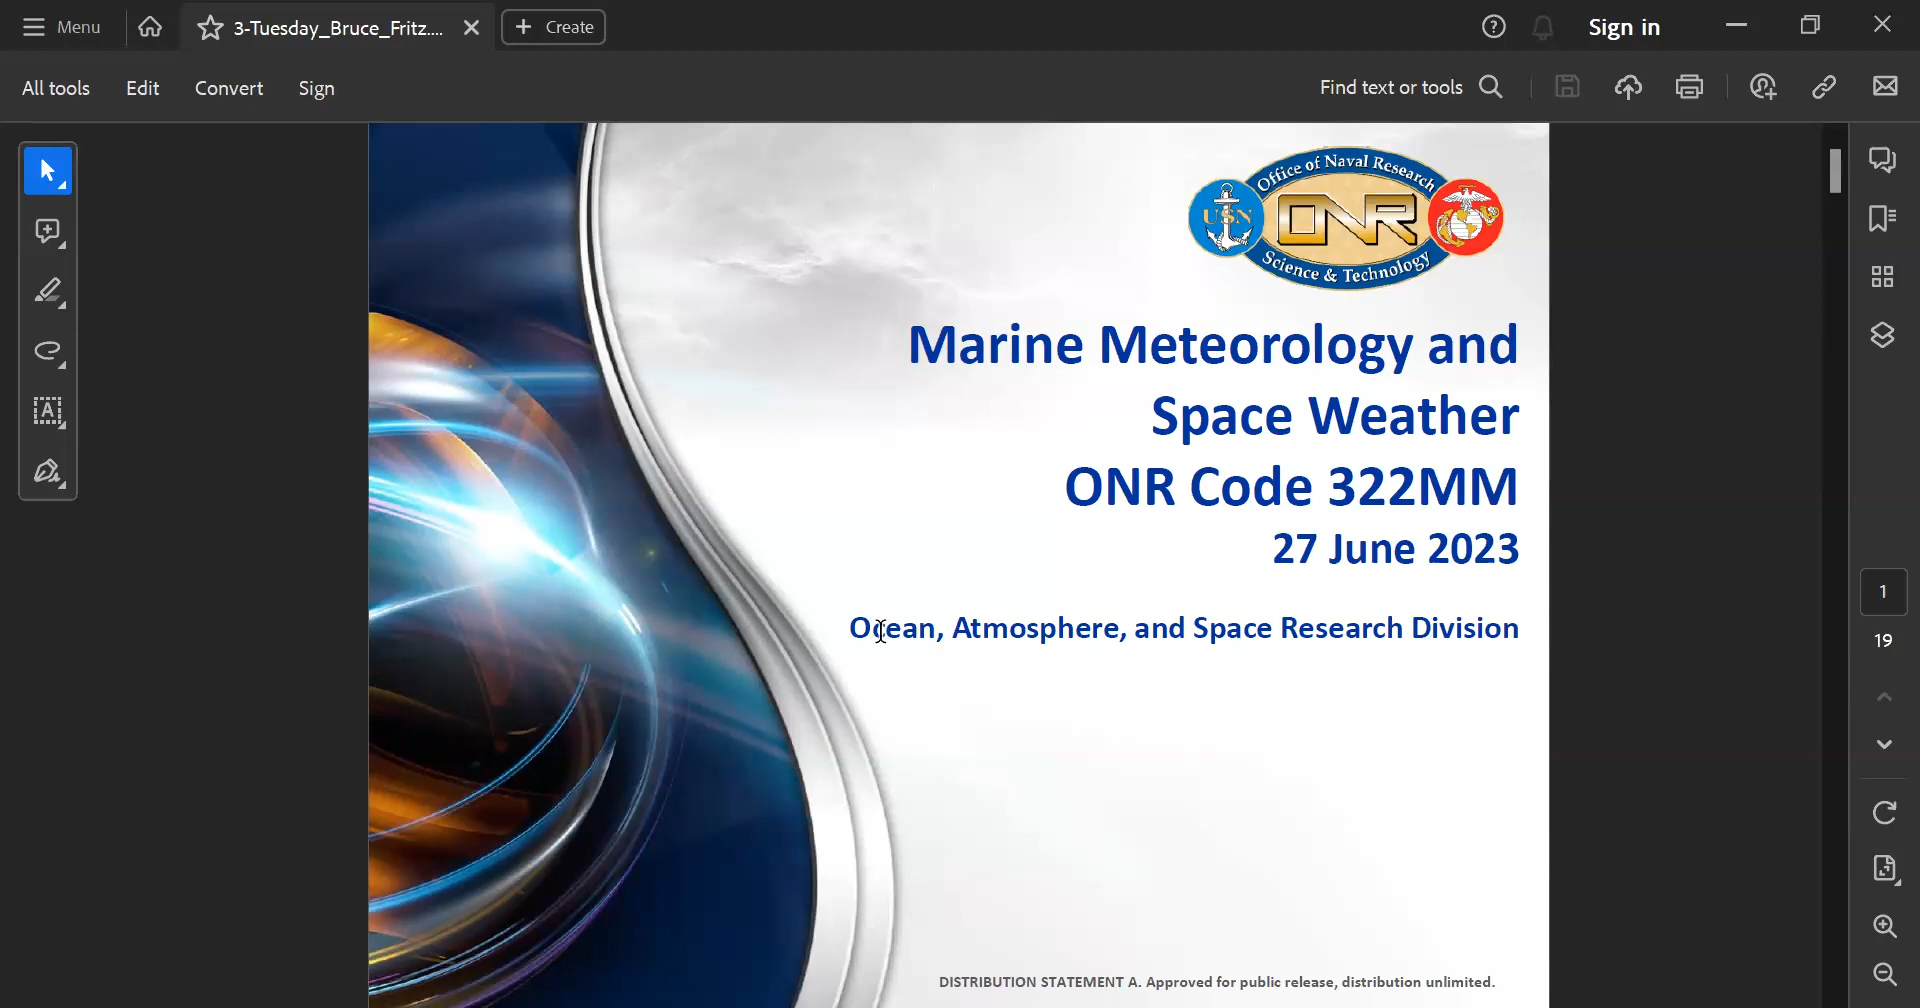 Menu
3-Tuesday_Bruce_Fritz....
Create
Sign in
All tools
Edit
Convert
Sign
Find text or tools
Office of Naval Research
USN
ONR
Science & Technology
Marine Meteorology and
Space Weather
ONR Code 322MM
27 June 2023
Ocean, Atmosphere, and Space Research Division
1
19
DISTRIBUTION STATEMENT A. Approved for public release, distribution unlimited.